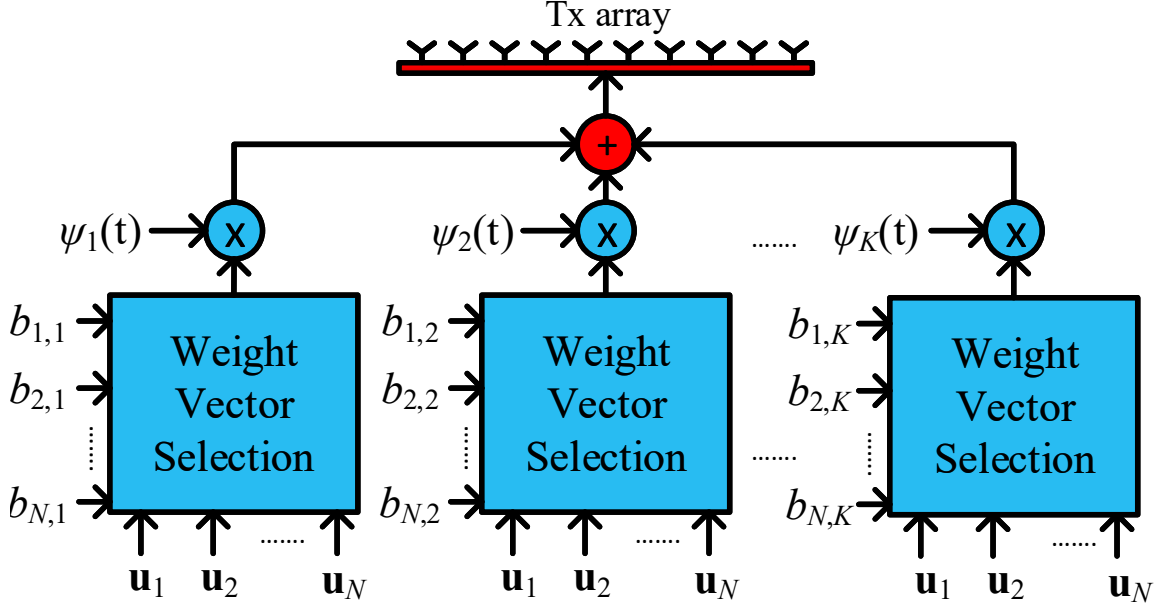 Tx array
+
ψ1(t) x ψ2(t) x ....... ψK(t) x
b1,1 b1,2 b1,K
b2,1 b2,2 b2,K
Weight Vector Selection
Weight Vector Selection
.......
Weight Vector Selection
bN,1 bN,2 bN,K
u1 u2 ....... uN
u1 u2 ....... uN
u1 u2 ....... uN